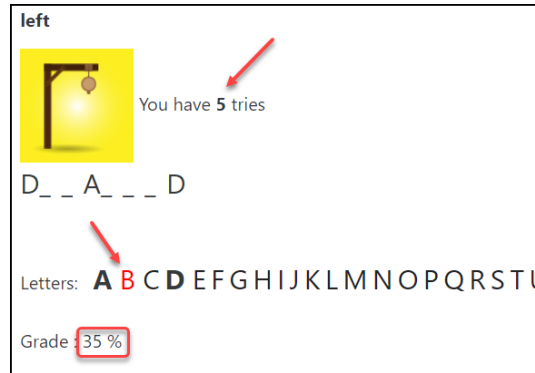 left
You have 5 tries
D_ _ A_ _ _ D
Letters: A B C D E F G H I J K L M N O P Q R S T U
Grade : 35 %